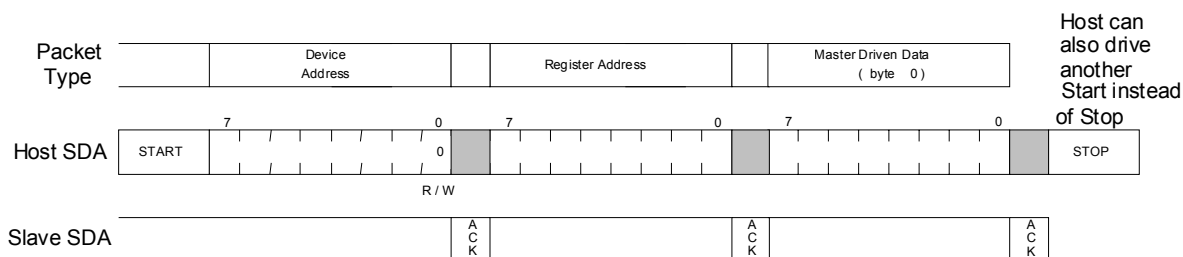 Packet
Type
Device
Address
Register Address
Master Driven Data
( byte 0 )
Host can
also drive
another
Start instead
of Stop
Host SDA
START
7
0
7
0
7
0
0
STOP
R / W
Slave SDA
A
C
K
A
C
K
A
C
K